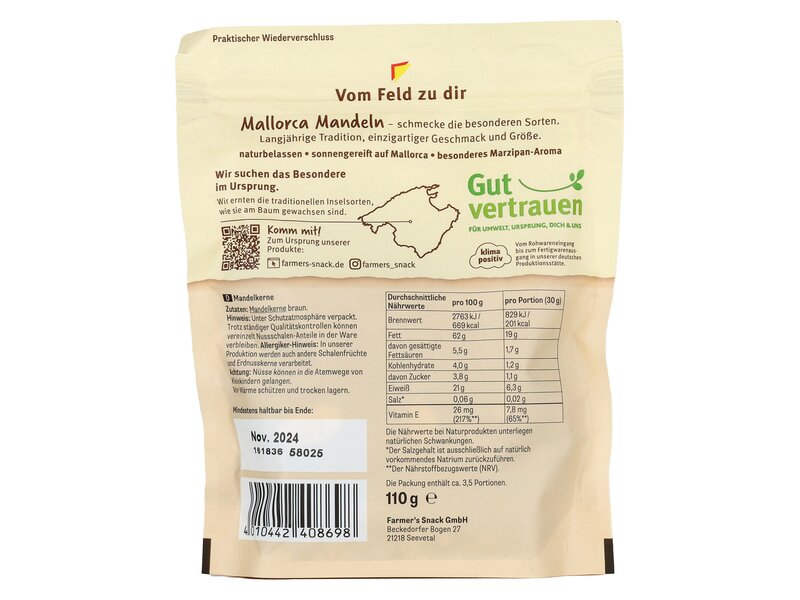 Praktischer Wiederverschluss
Vom Feld zu dir
Mallorca Mandeln – schmecke die besonderen Sorten.
Langjährige Tradition, einzigartiger Geschmack und Größe.
naturbelassen • sonnengereift auf Mallorca • besonderes Marzipan-Aroma
Wir suchen das Besondere
im Ursprung.
Wir ernten die traditionellen Inselsorten,
wie sie am Baum gewachsen sind.
Komm mit!
Zum Ursprung unserer
Produkte:
farmers-snack.de farmers_snack
Gut
vertrauen
FÜR UMWELT, URSPRUNG, DICH & UNS
klima
positiv
Vom Rohwareneingang
bis zum Fertigwarenaus-
gang in unserer deutschen
Produktionsstätte.
D Mandelkerne
Zutaten: Mandelkerne braun.
Hinweis: Unter Schutzatmosphäre verpackt.
Trotz ständiger Qualitätskontrollen können
vereinzelt Nussschalen-Anteile in der Ware
verbleiben. Allergiker-Hinweis: In unserer
Produktion werden auch andere Schalenfrüchte
und Erdnusskerne verarbeitet.
Achtung: Nüsse können in die Atemwege von
Kleinkindern gelangen.
Vor Wärme schützen und trocken lagern.
Mindestens haltbar bis Ende:
Nov. 2024
161836 58025
4010442 408698
Durchschnittliche
Nährwerte pro 100 g pro Portion (30 g)
Brennwert 2763 kJ / 669 kcal 829 kJ / 201 kcal
Fett 62 g 19 g
davon gesättigte
Fettsäuren 5,5 g 1,7 g
Kohlenhydrate 4,0 g 1,2 g
davon Zucker 3,8 g 1,1 g
Eiweiß 21 g 6,3 g
Salz* 0,06 g 0,02 g
Vitamin E 26 mg (217%**) 7,8 mg (65%**)
Die Nährwerte bei Naturprodukten unterliegen
natürlichen Schwankungen.
*Der Salzgehalt ist ausschließlich auf natürlich
vorkommendes Natrium zurückzuführen.
**Der Nährstoffbezugswerte (NRV).
Die Packung enthält ca. 3,5 Portionen.
110 g ℮
Farmer's Snack GmbH
Beckedorfer Bogen 27
21218 Seevetal